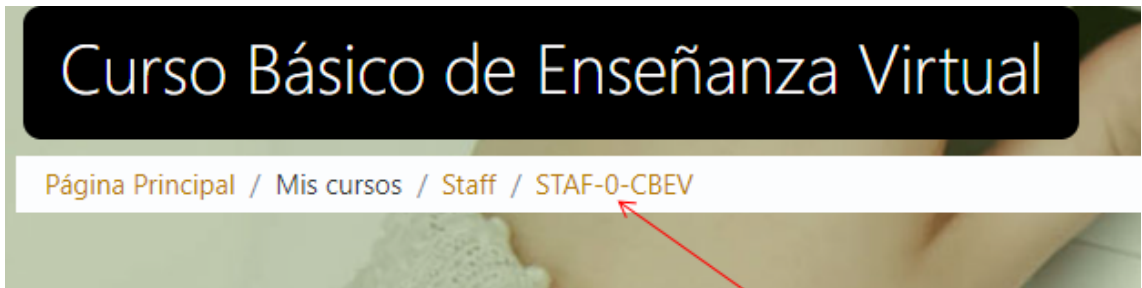 Curso Básico de Enseñanza Virtual
Página Principal / Mis cursos / Staff / STAF-0-CBEV